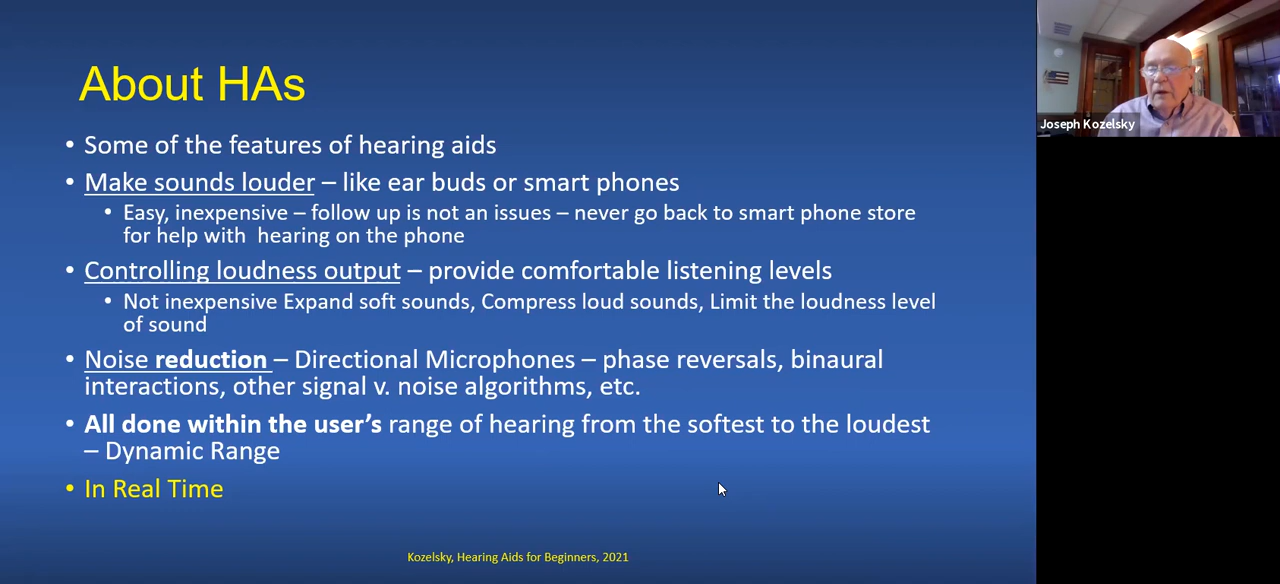 About HAs
• Some of the features of hearing aids
• Make sounds louder – like ear buds or smart phones
• Easy, inexpensive – follow up is not an issues – never go back to smart phone store
for help with hearing on the phone
• Controlling loudness output – provide comfortable listening levels
• Not inexpensive Expand soft sounds, Compress loud sounds, Limit the loudness level
of sound
• Noise reduction – Directional Microphones – phase reversals, binaural
interactions, other signal v. noise algorithms, etc.
• All done within the user's range of hearing from the softest to the loudest
– Dynamic Range
• In Real Time
Kozelsky, Hearing Aids for Beginners, 2021
Joseph Kozelsky